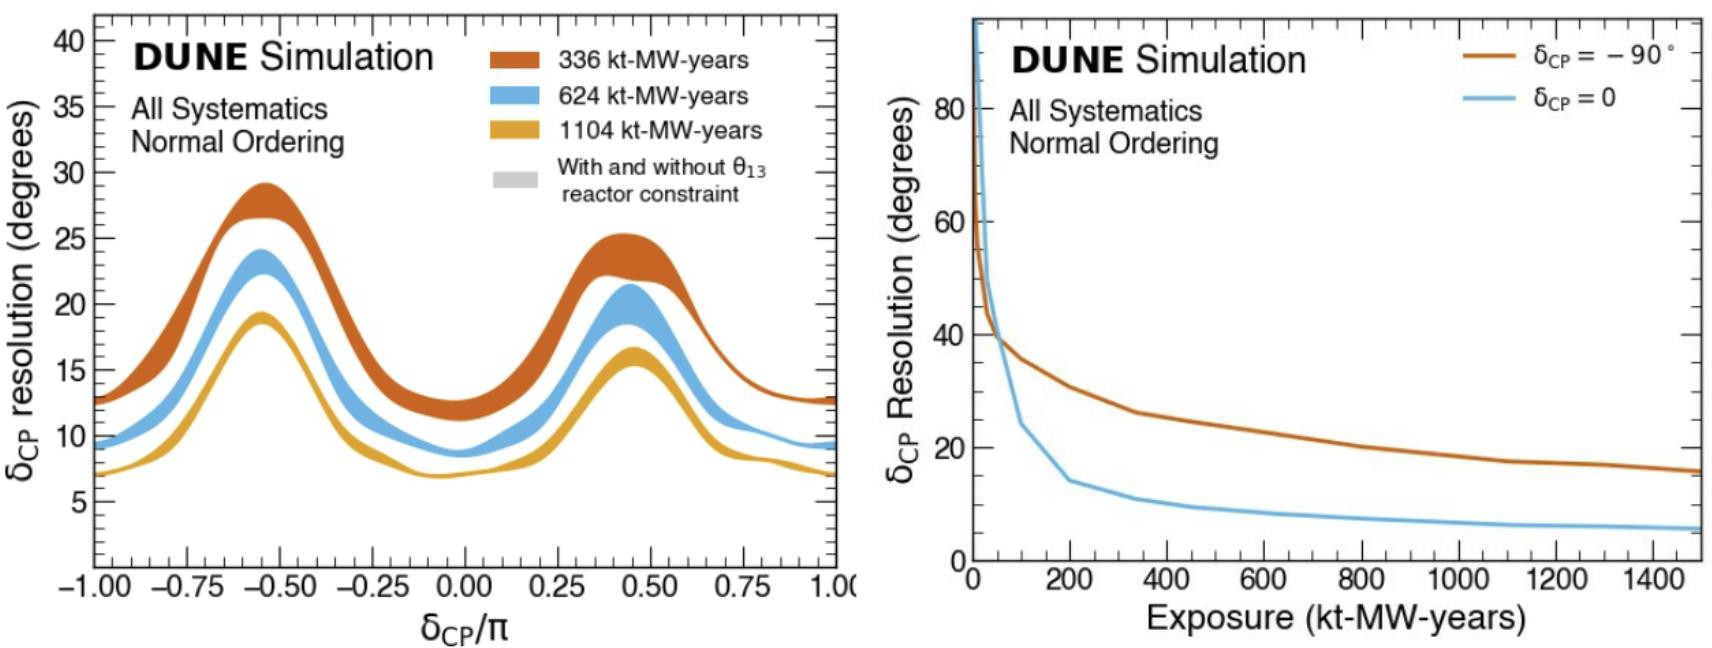 DUNE Simulation
All Systematics
Normal Ordering
336 kt-MW-years
624 kt-MW-years
1104 kt-MW-years
With and without θ13
reactor constraint
δCP resolution (degrees)
40
35
30
25
20
15
10
5
−1.00 −0.75 −0.50 −0.25 0.00 0.25 0.50 0.75 1.00
δCP/π
DUNE Simulation
All Systematics
Normal Ordering
δCP = −90°
δCP = 0
δCP Resolution (degrees)
80
60
40
20
0
0 200 400 600 800 1000 1200 1400
Exposure (kt-MW-years)